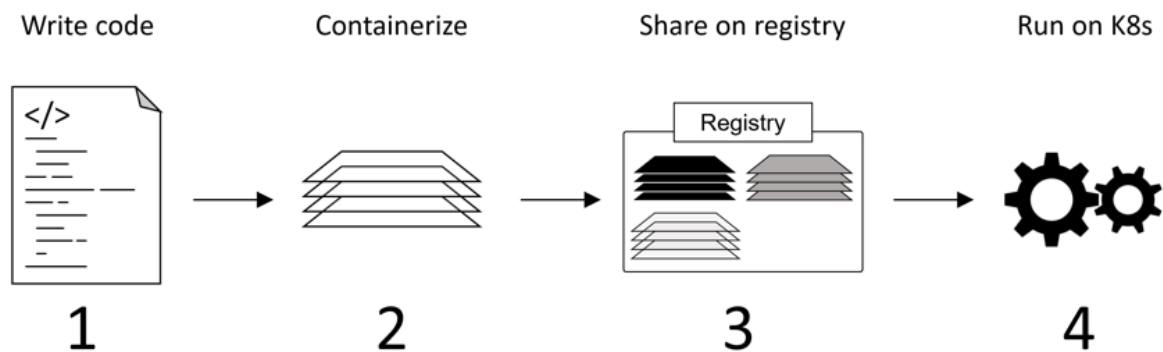 Write code
Containerize
Share on registry
Run on K8s
</>
Registry
1
2
3
4